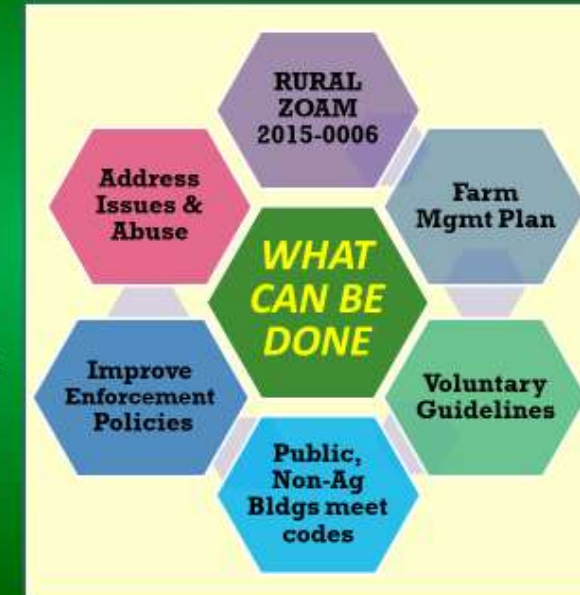 RURAL
ZOAM
2015-0006
Address
Issues &
Abuse
Farm
Mgmt Plan
WHAT
CAN BE
DONE
Improve
Enforcement
Policies
Voluntary
Guidelines
Public,
Non-Ag
Bldgs meet
codes